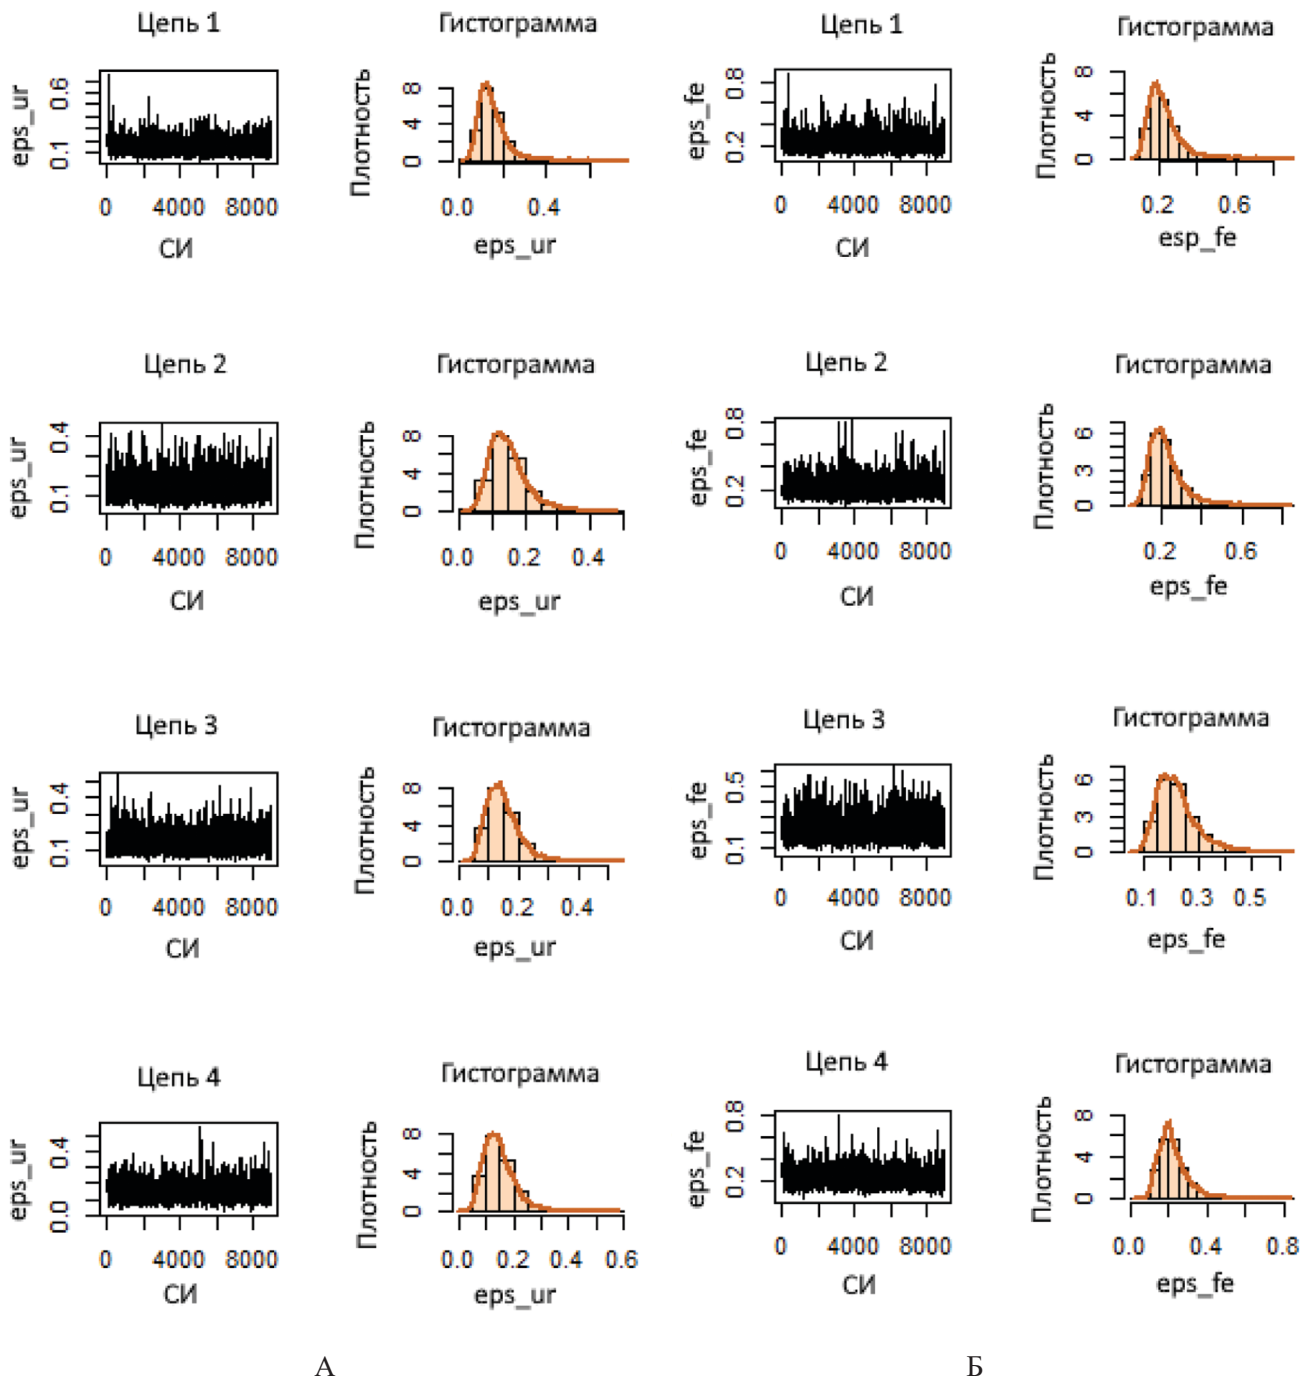 Цепь 1
Гистограмма
Цепь 1
Гистограмма
eps_ur
0.1 0.6
0 4000 8000
СИ
Плотность
0 4 8
0.0 0.4
eps_ur
eps_fe
0.2 0.8
0 4000 8000
СИ
Плотность
0 4 8
0.2 0.6
esp_fe
Цепь 2
Гистограмма
Цепь 2
Гистограмма
eps_ur
0.1 0.4
0 4000 8000
СИ
Плотность
0 4 8
0.0 0.2 0.4
eps_ur
eps_fe
0.2 0.8
0 4000 8000
СИ
Плотность
0 3 6
0.2 0.6
eps_fe
Цепь 3
Гистограмма
Цепь 3
Гистограмма
eps_ur
0.1 0.4
0 4000 8000
СИ
Плотность
0 4 8
0.0 0.2 0.4
eps_ur
eps_fe
0.1 0.5
0 4000 8000
СИ
Плотность
0 3 6
0.1 0.3 0.5
eps_fe
Цепь 4
Гистограмма
Цепь 4
Гистограмма
eps_ur
0.0 0.4
0 4000 8000
СИ
Плотность
0 4 8
0.0 0.2 0.4 0.6
eps_ur
eps_fe
0.2 0.8
0 4000 8000
СИ
Плотность
0 4 8
0.0 0.4 0.8
eps_fe
А
Б